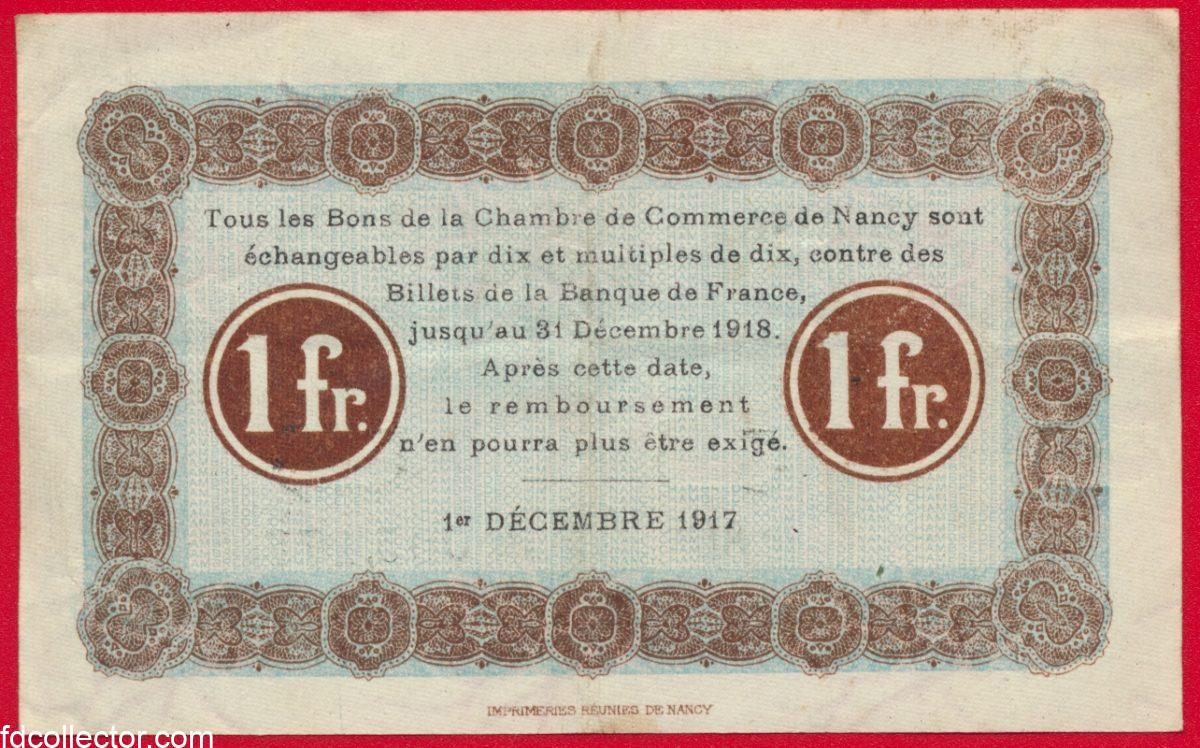 Tous les Bons de la Chambre de Commerce de Nancy sont
échangeables par dix et multiples de dix, contre des
Billets de la Banque de France,
jusqu'au 31 Décembre 1918.
Après cette date,
le remboursement
n'en pourra plus être exigé.
1 fr.
1 fr.
1er DÉCEMBRE 1917
IMPRIMERIES RÉUNIES DE NANCY
fdcollector.com